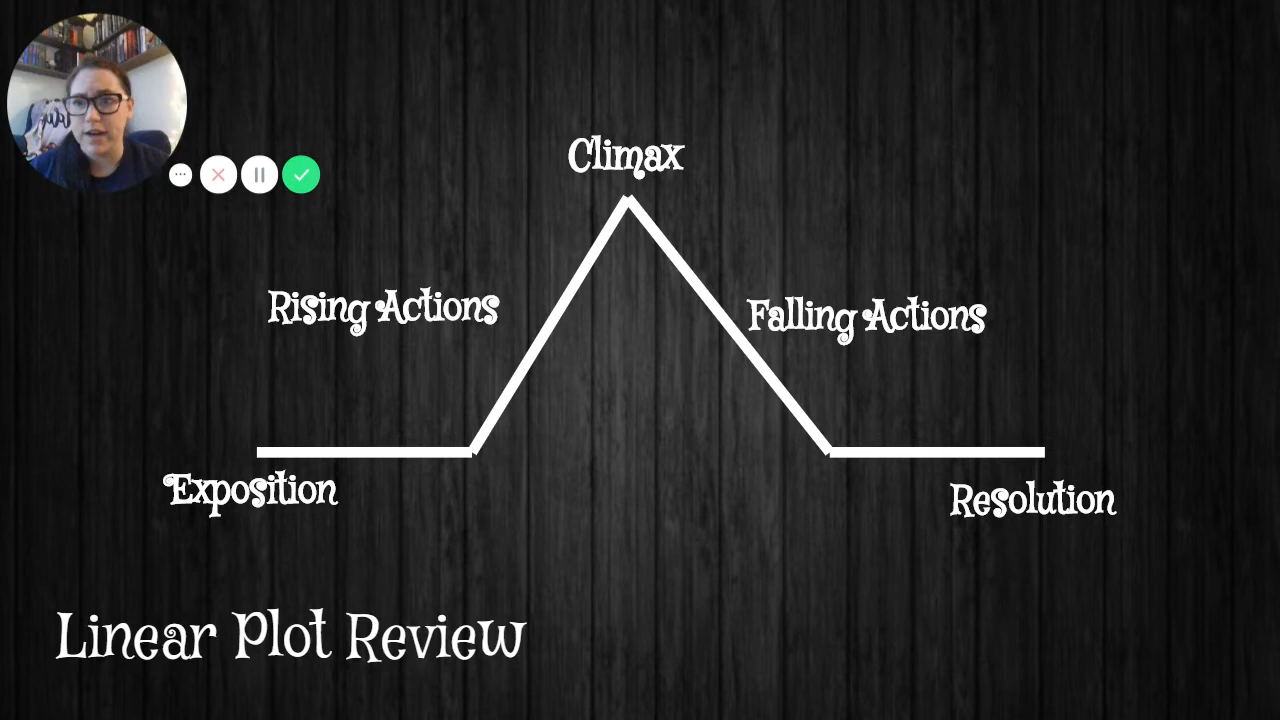 Climax
Rising Actions
Falling Actions
Exposition
Resolution
Linear Plot Review